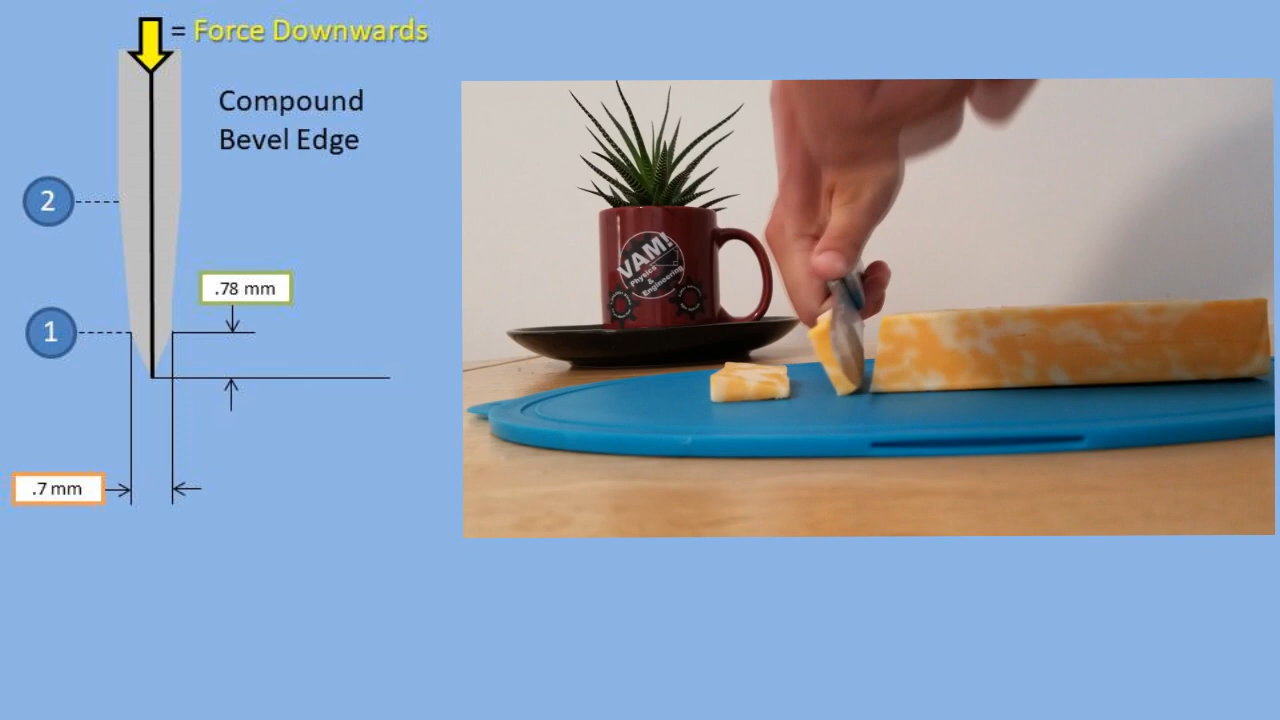 = Force Downwards
Compound
Bevel Edge
2
.78 mm
1
.7 mm
VAM!
Physics
&
Engineering